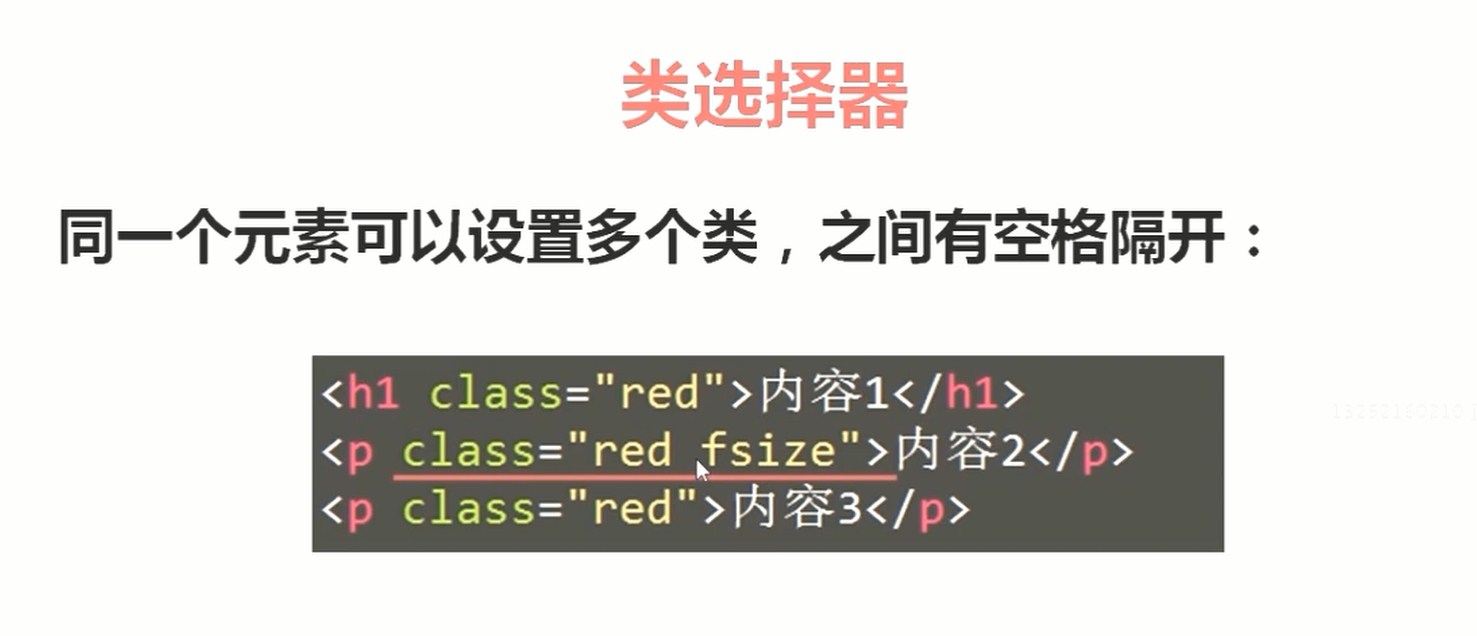 类选择器
同一个元素可以设置多个类，之间有空格隔开：
<h1 class="red">内容1</h1>
<p class="red fsize">内容2</p>
<p class="red">内容3</p>